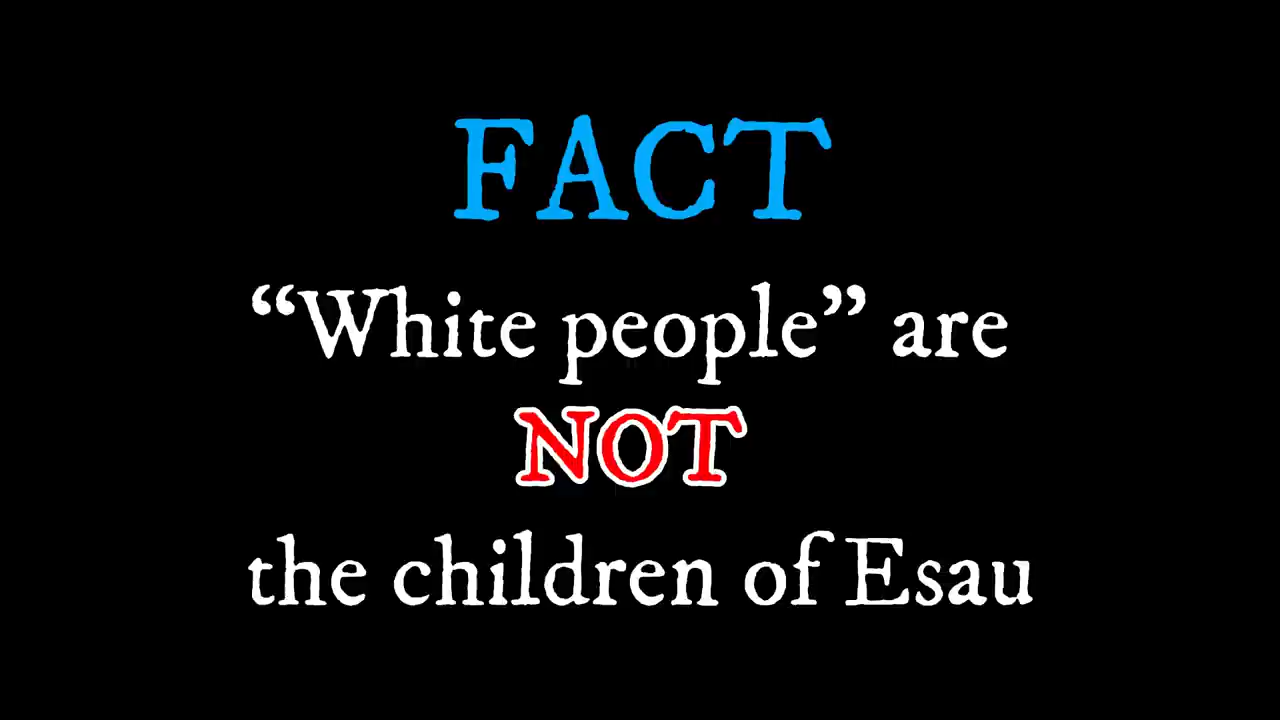 FACT
“White people” are
NOT
the children of Esau